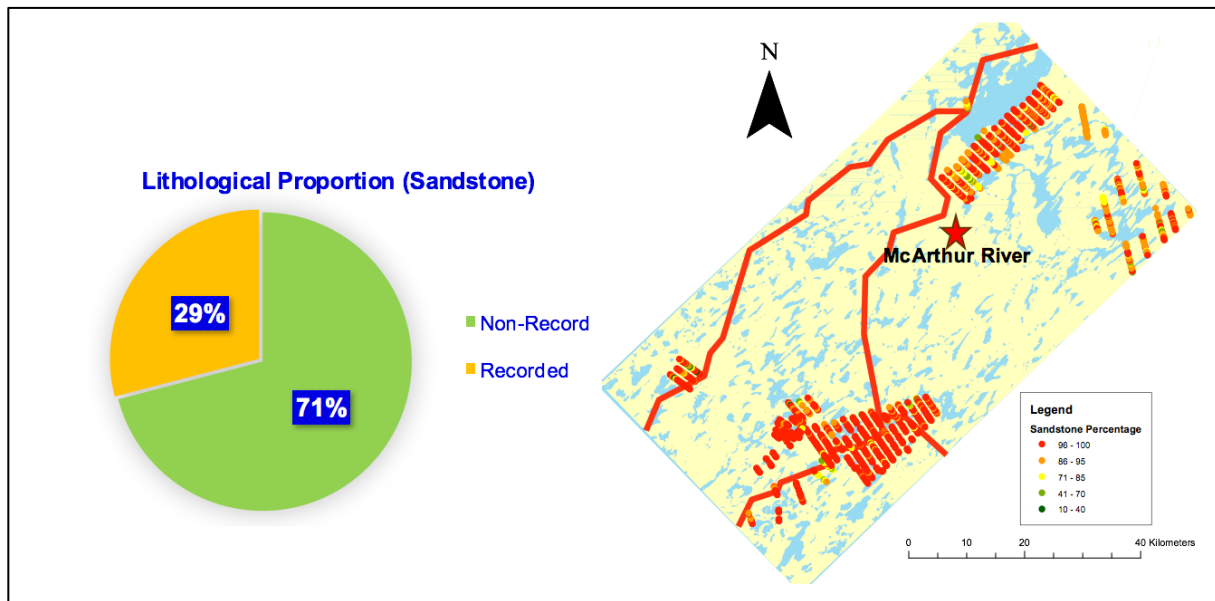 Lithological Proportion (Sandstone)
29%
71%
Non-Record
Recorded
N
McArthur River
Legend
Sandstone Percentage
96 - 100
86 - 95
71 - 85
41 - 70
10 - 40
0 10 20 40 Kilometers